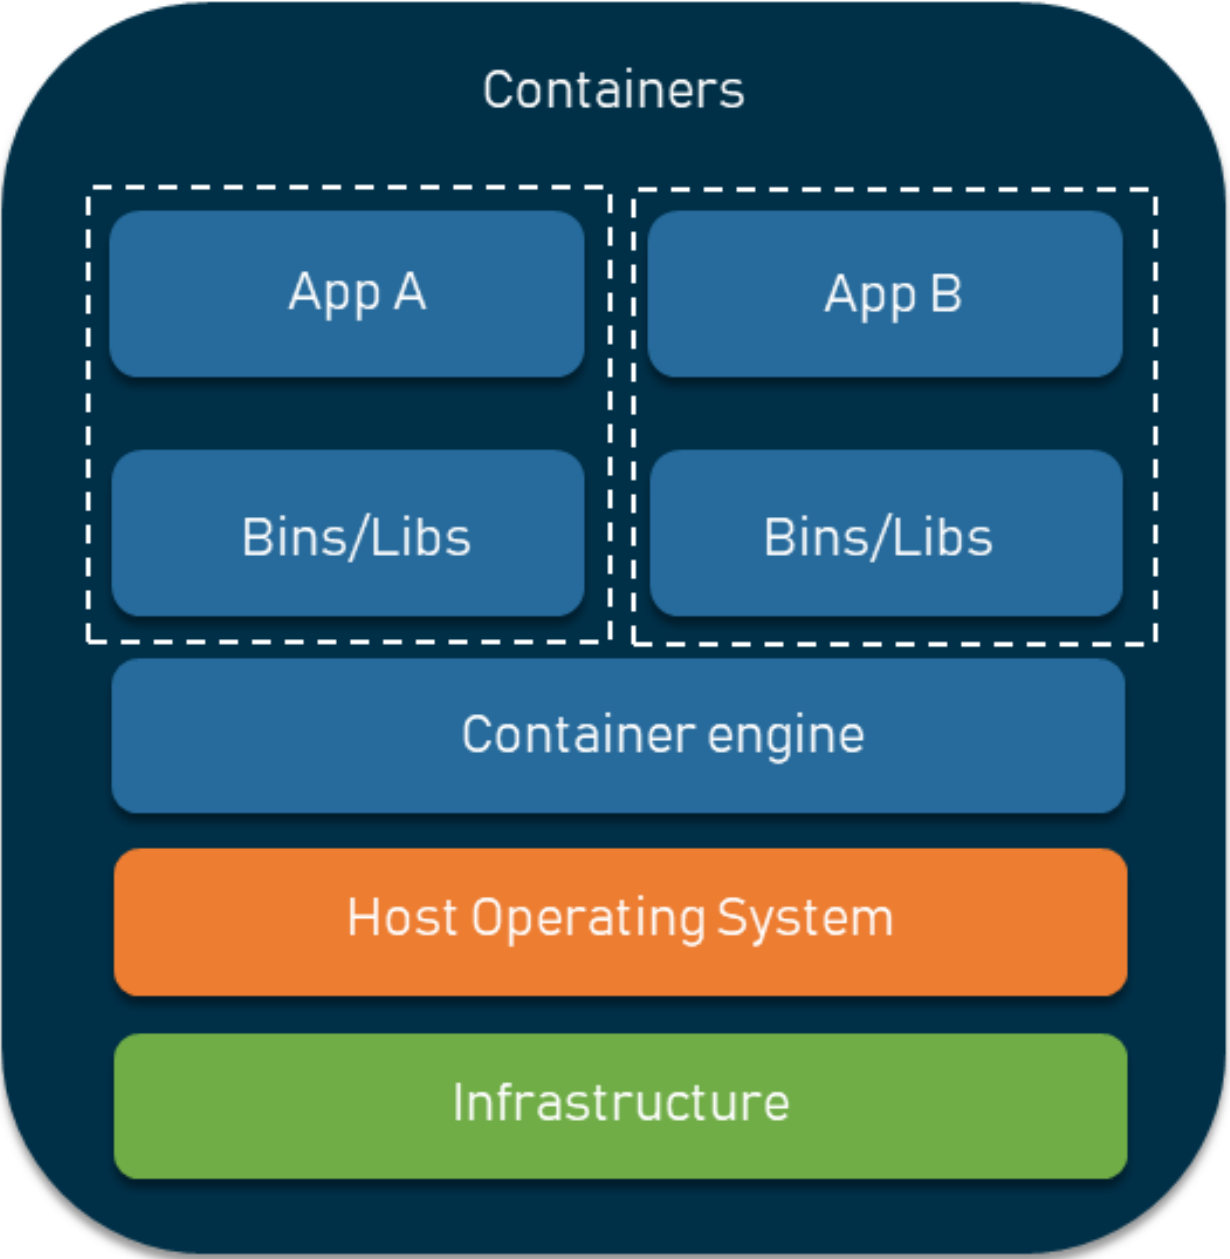 Containers
App A
App B
Bins/Libs
Bins/Libs
Container engine
Host Operating System
Infrastructure